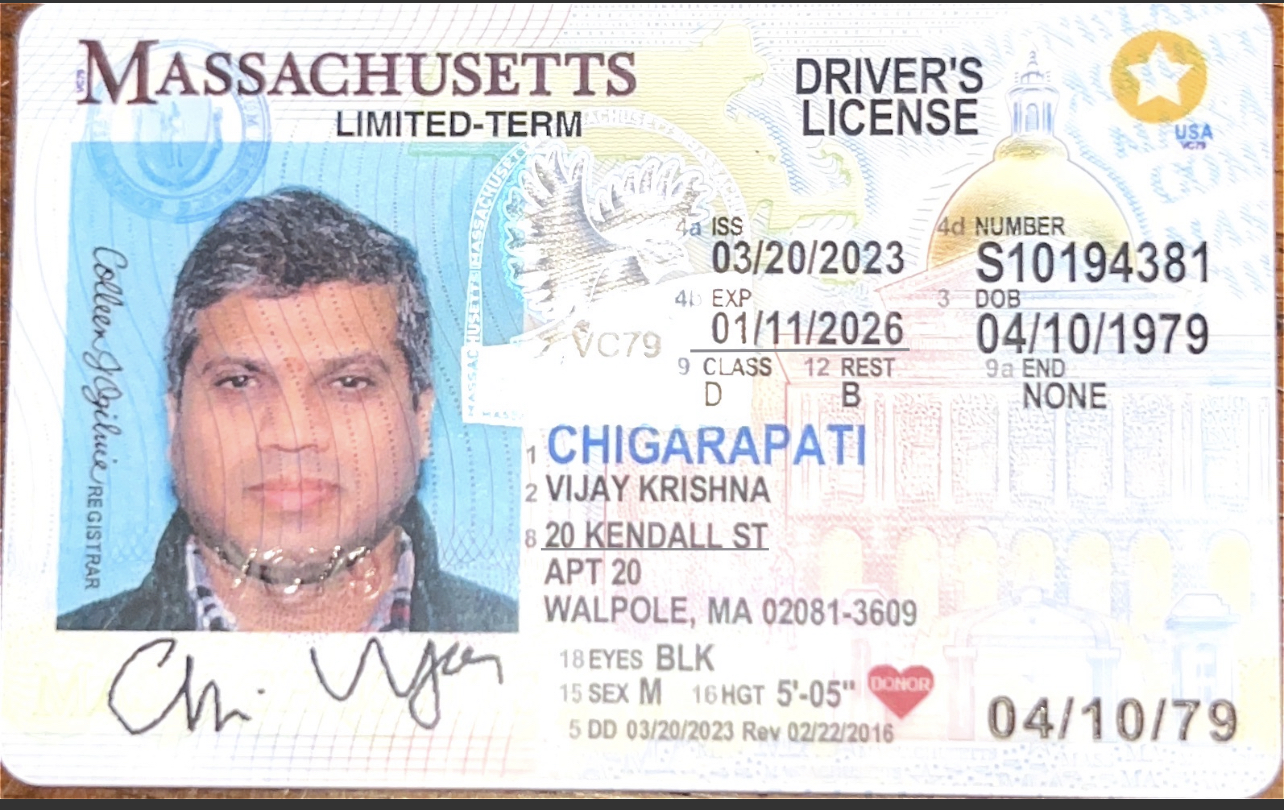 MASSACHUSETTS
LIMITED-TERM
DRIVER'S
LICENSE
USA
VC79
4a ISS
03/20/2023
4d NUMBER
S10194381
4b EXP
01/11/2026
3 DOB
04/10/1979
VC79
9 CLASS
D
12 REST
B
9a END
NONE
1 CHIGARAPATI
2 VIJAY KRISHNA
8 20 KENDALL ST
APT 20
WALPOLE, MA 02081-3609
18 EYES BLK
15 SEX M 16 HGT 5'-05"
DONOR
5 DD 03/20/2023 Rev 02/22/2016
04/10/79
Colleen J Ogilvie REGISTRAR